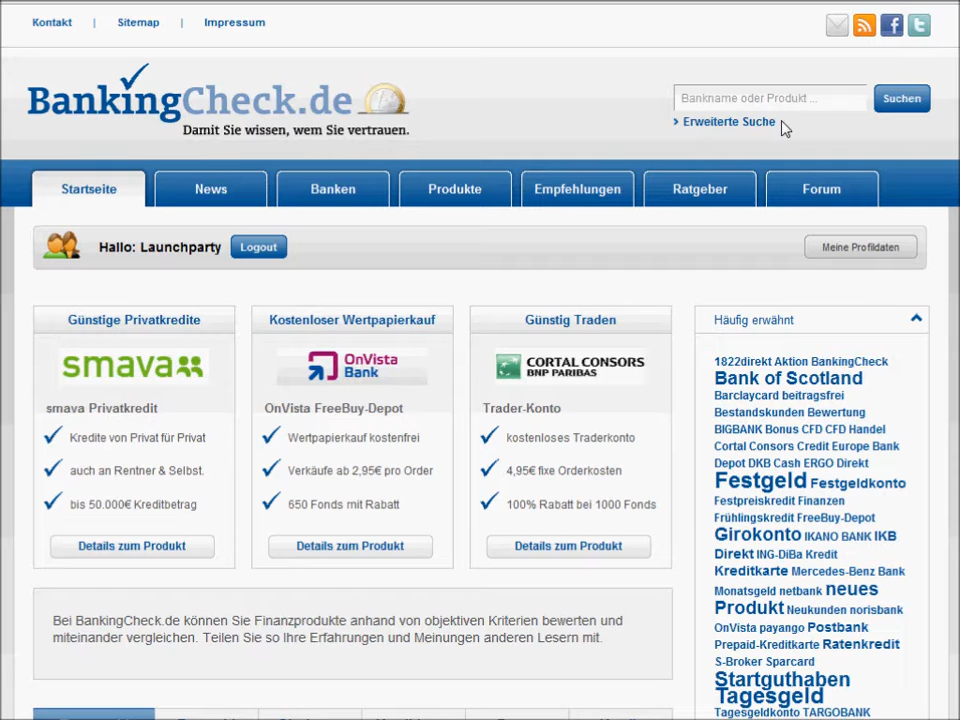 Kontakt | Sitemap | Impressum
BankingCheck.de
Damit Sie wissen, wem Sie vertrauen.
Bankname oder Produkt ...
Suchen
Erweiterte Suche
Startseite
News
Banken
Produkte
Empfehlungen
Ratgeber
Forum
Hallo: Launchparty
Logout
Meine Profildaten
Günstige Privatkredite
smava
smava Privatkredit
Kredite von Privat für Privat
auch an Rentner & Selbst.
bis 50.000€ Kreditbetrag
Details zum Produkt
Kostenloser Wertpapierkauf
OnVista
Bank
OnVista FreeBuy-Depot
Wertpapierkauf kostenfrei
Verkäufe ab 2,95€ pro Order
650 Fonds mit Rabatt
Details zum Produkt
Günstig Traden
CORTAL CONSORS
BNP PARIBAS
Trader-Konto
kostenloses Traderkonto
4,95€ fixe Orderkosten
100% Rabatt bei 1000 Fonds
Details zum Produkt
Bei BankingCheck.de können Sie Finanzprodukte anhand von objektiven Kriterien bewerten und
miteinander vergleichen. Teilen Sie so Ihre Erfahrungen und Meinungen anderen Lesern mit.
Häufig erwähnt
1822direkt Aktion BankingCheck
Bank of Scotland
Barclaycard beitragsfrei
Bestandskunden Bewertung
BIGBANK Bonus CFD CFD Handel
Cortal Consors Credit Europe Bank
Depot DKB Cash ERGO Direkt
Festgeld Festgeldkonto
Festpreiskredit Finanzen
Frühlingskredit FreeBuy-Depot
Girokonto IKANO BANK IKB
Direkt ING-DiBa Kredit
Kreditkarte Mercedes-Benz Bank
Monatsgeld netbank neues
Produkt Neukunden norisbank
OnVista payango Postbank
Prepaid-Kreditkarte Ratenkredit
S-Broker Sparcard
Startguthaben
Tagesgeld
Tagesgeldkonto TARGOBANK